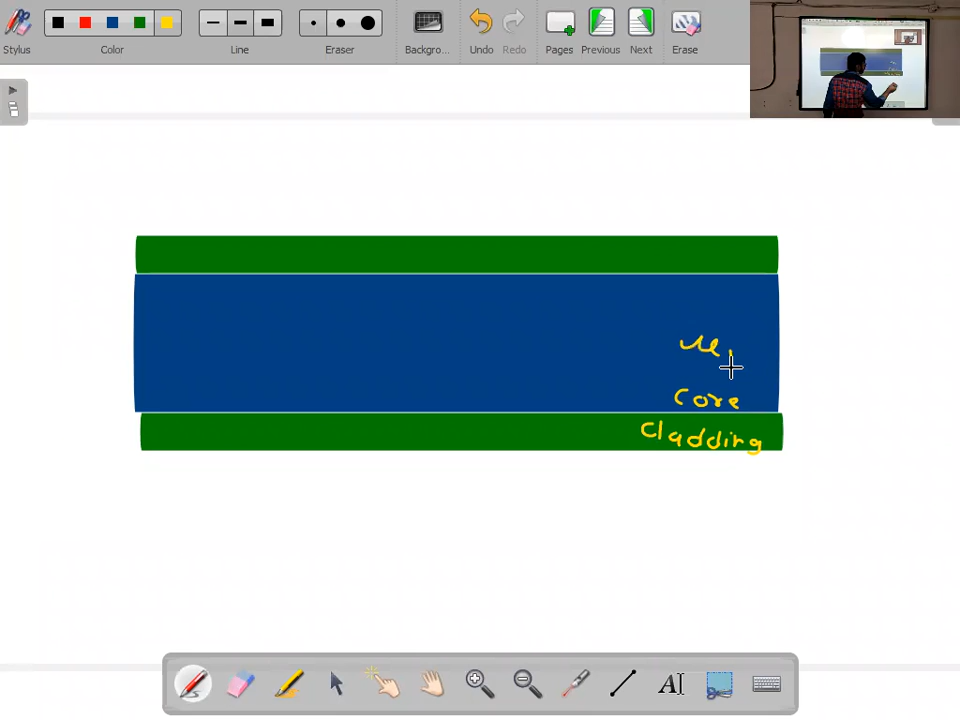 Stylus
Color
Line
Eraser
Backgro...
Undo
Redo
Pages
Previous
Next
Erase
μ,
Core
Cladding
A